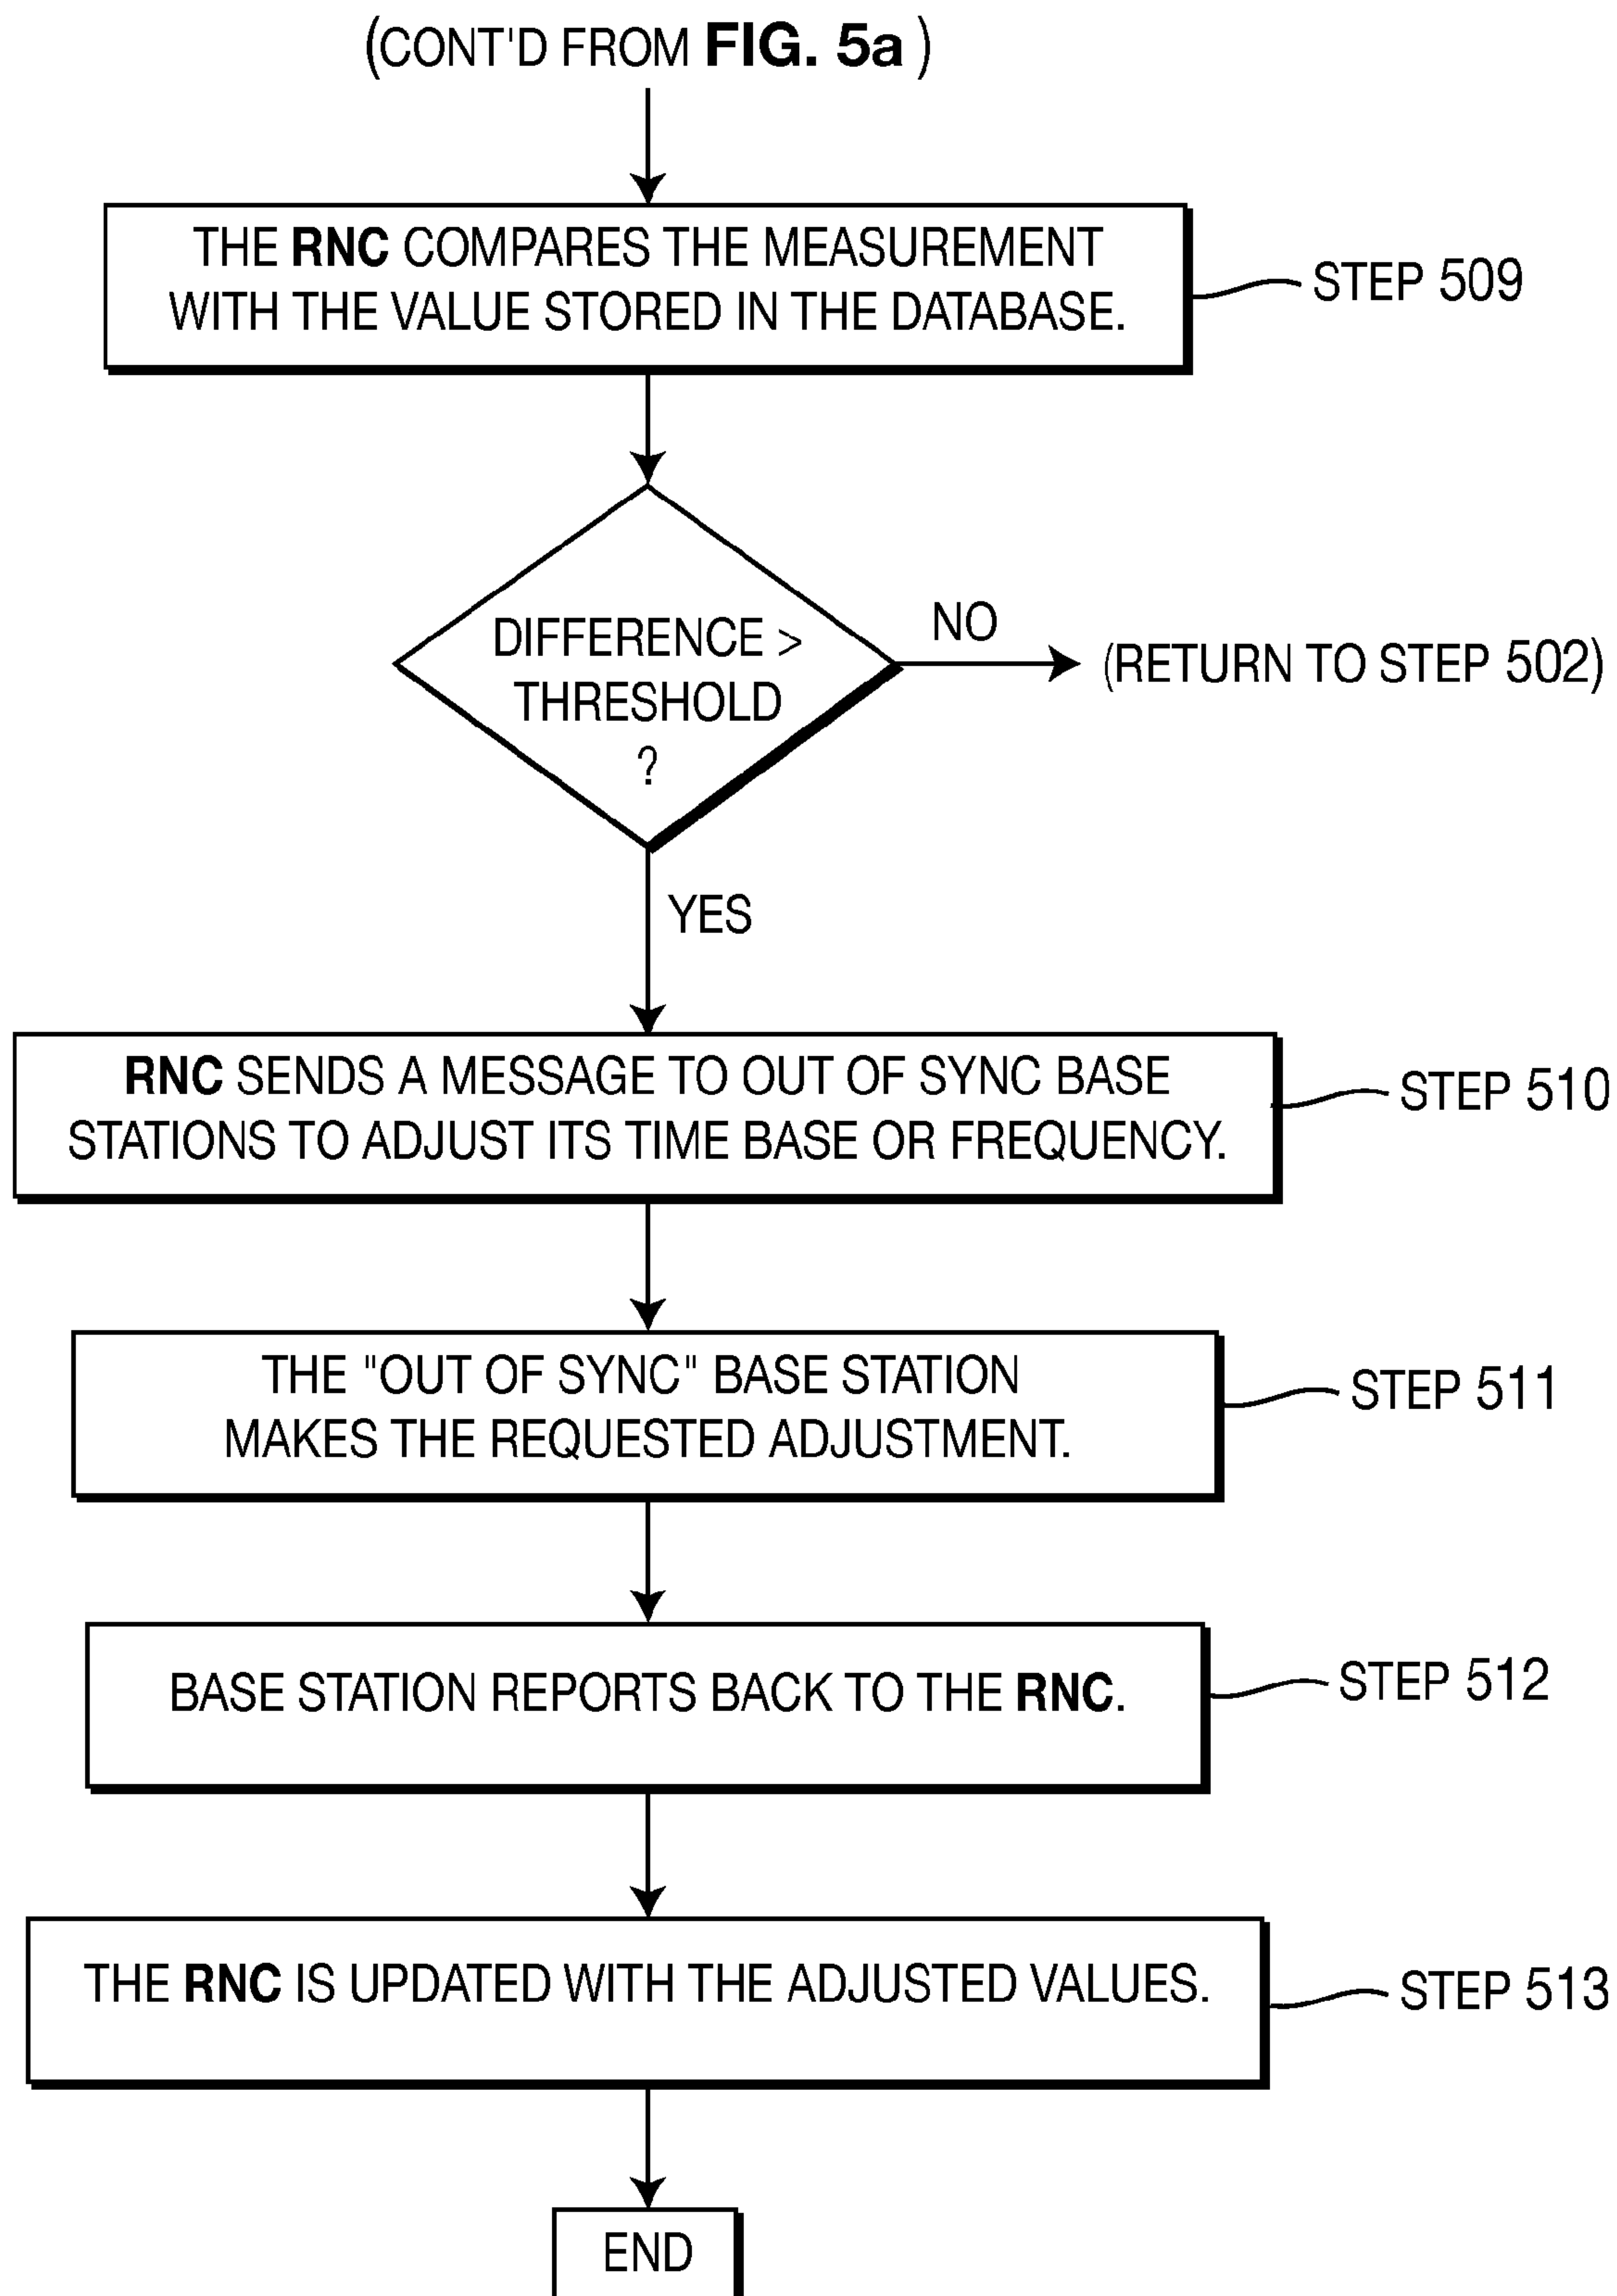 (CONT'D FROM FIG. 5a )
THE RNC COMPARES THE MEASUREMENT
WITH THE VALUE STORED IN THE DATABASE.
STEP 509
DIFFERENCE >
THRESHOLD
?
NO
(RETURN TO STEP 502)
YES
RNC SENDS A MESSAGE TO OUT OF SYNC BASE
STATIONS TO ADJUST ITS TIME BASE OR FREQUENCY.
STEP 510
THE "OUT OF SYNC" BASE STATION
MAKES THE REQUESTED ADJUSTMENT.
STEP 511
BASE STATION REPORTS BACK TO THE RNC.
STEP 512
THE RNC IS UPDATED WITH THE ADJUSTED VALUES.
STEP 513
END